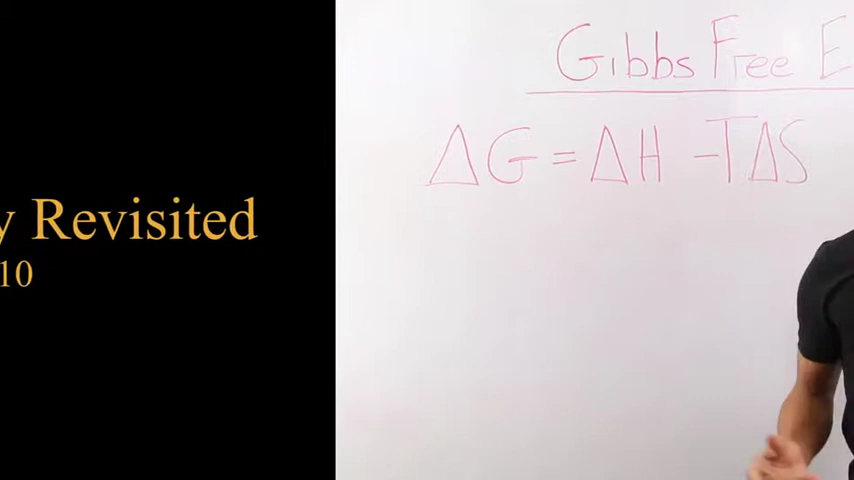 y Revisited
10
Gibbs Free E
ΔG = ΔH - TΔS